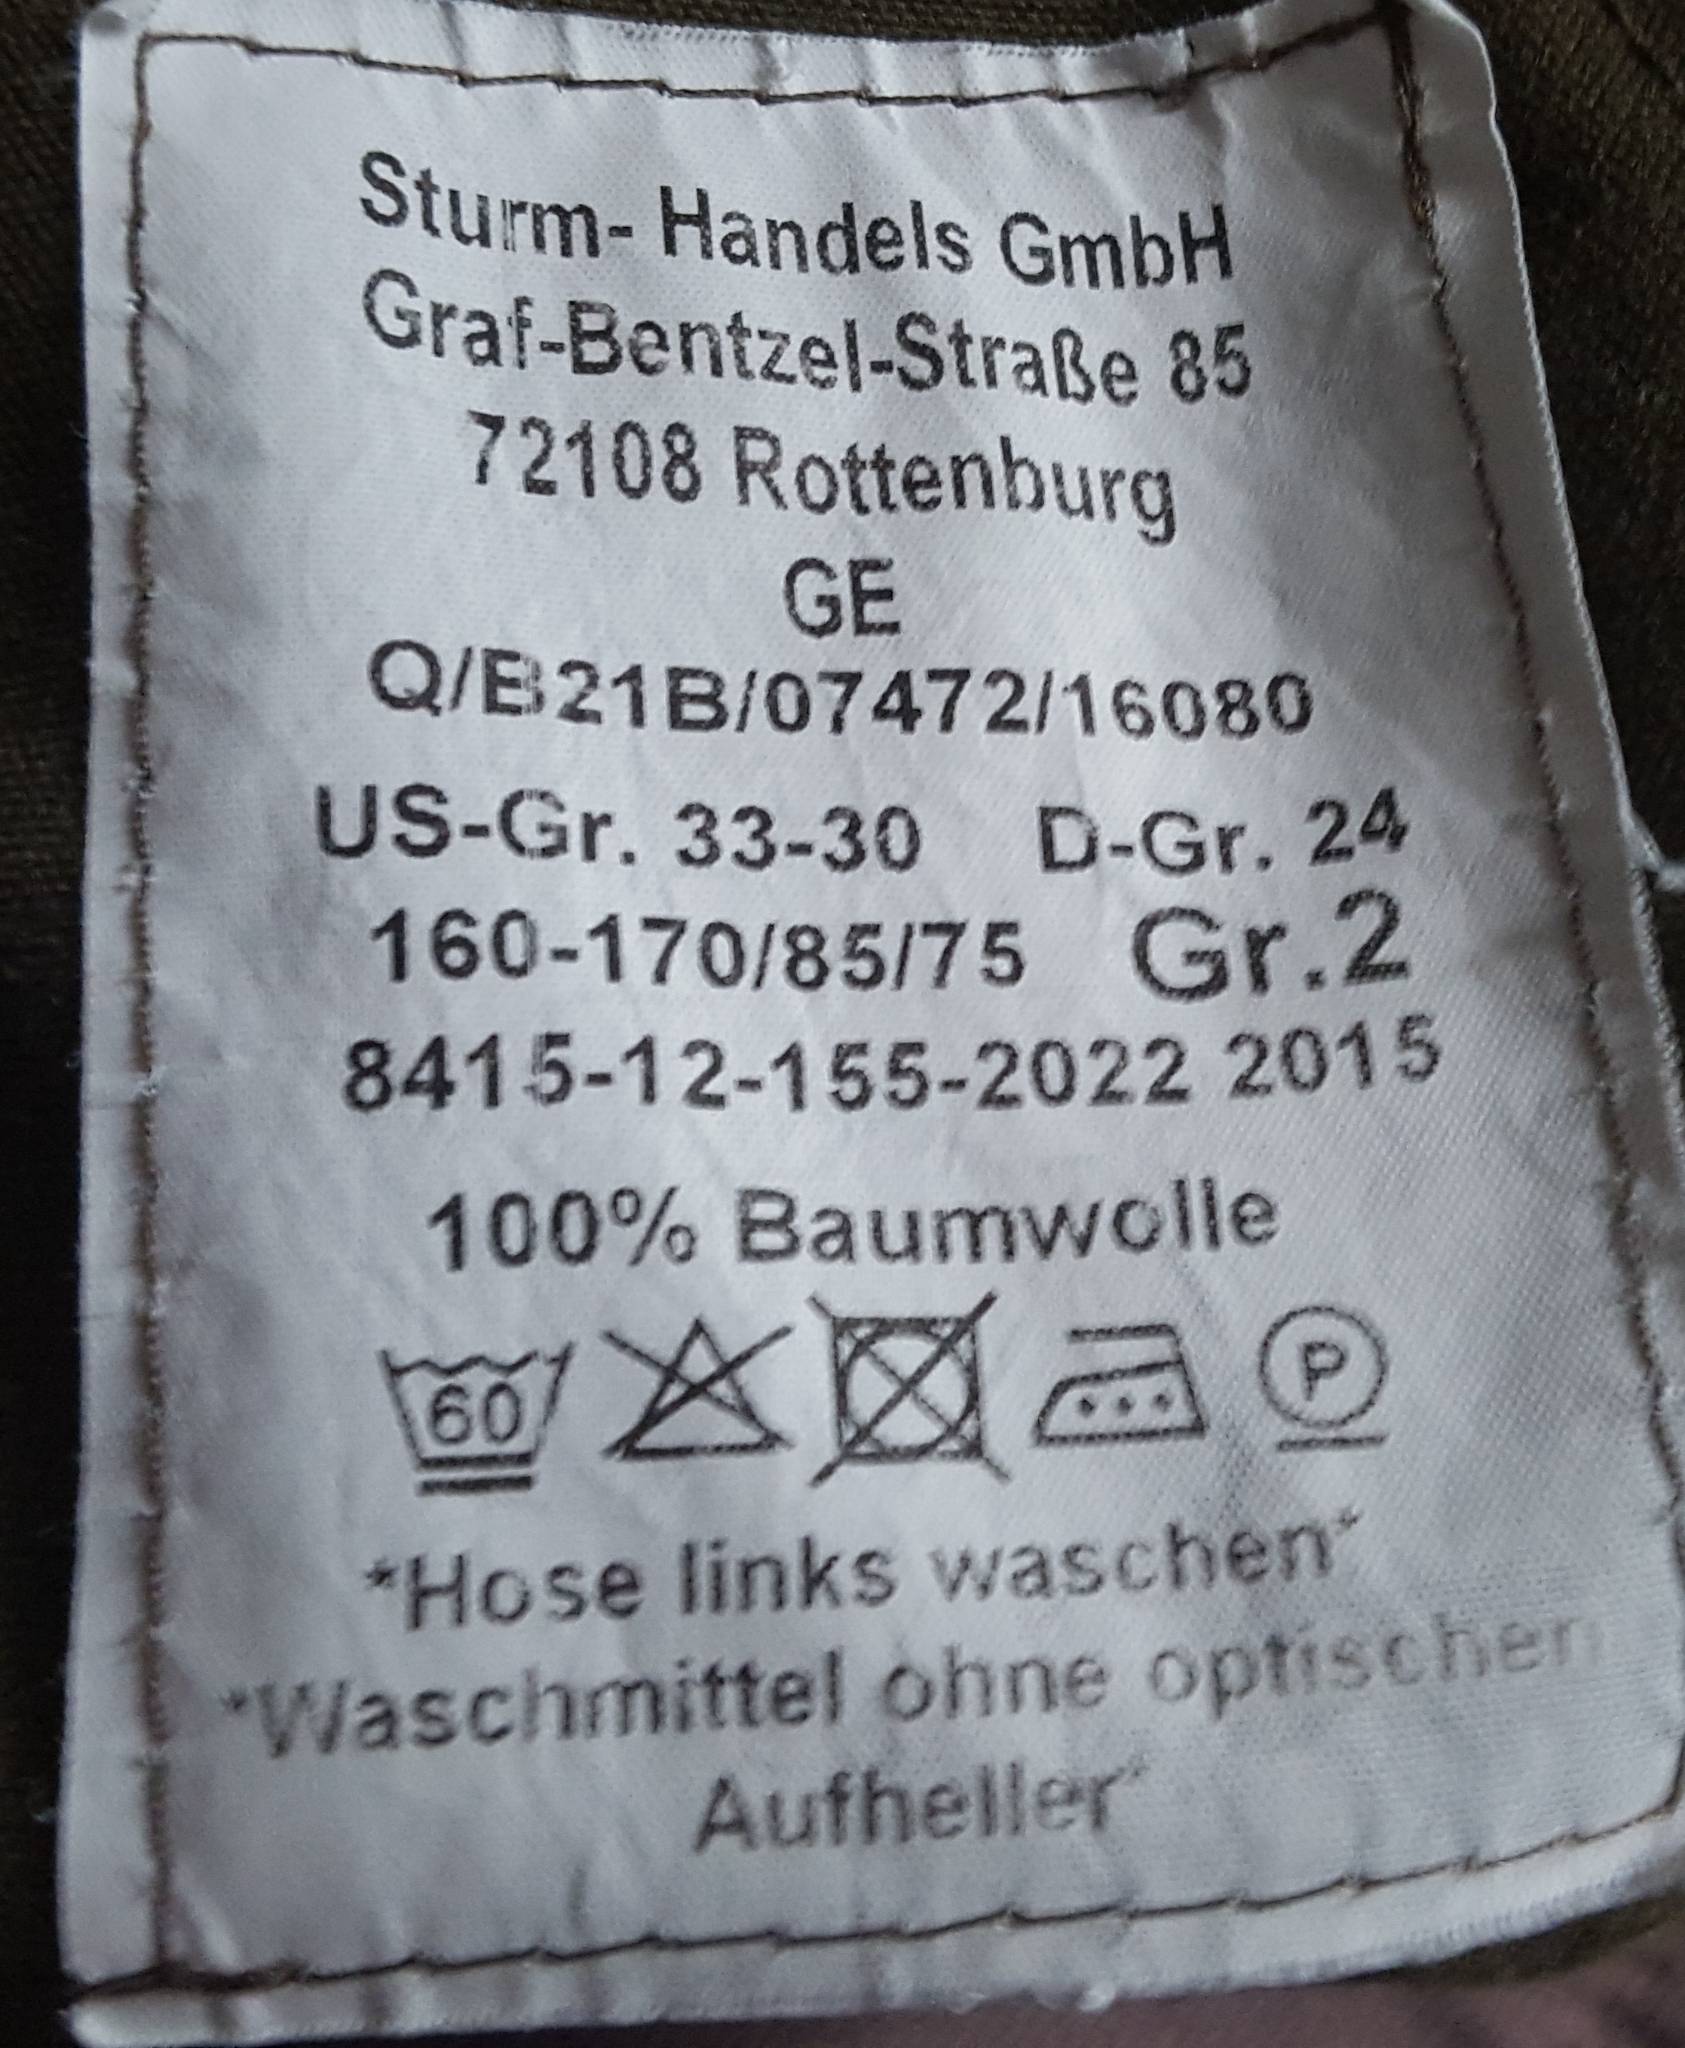 Sturm- Handels GmbH
Graf-Bentzel-Straße 85
72108 Rottenburg
GE
Q/B21B/07472/16080
US-Gr. 33-30 D-Gr. 24
160-170/85/75 Gr.2
8415-12-155-2022 2015
100% Baumwolle
60 P
*Hose links waschen*
*Waschmittel ohne optischen
Aufheller*